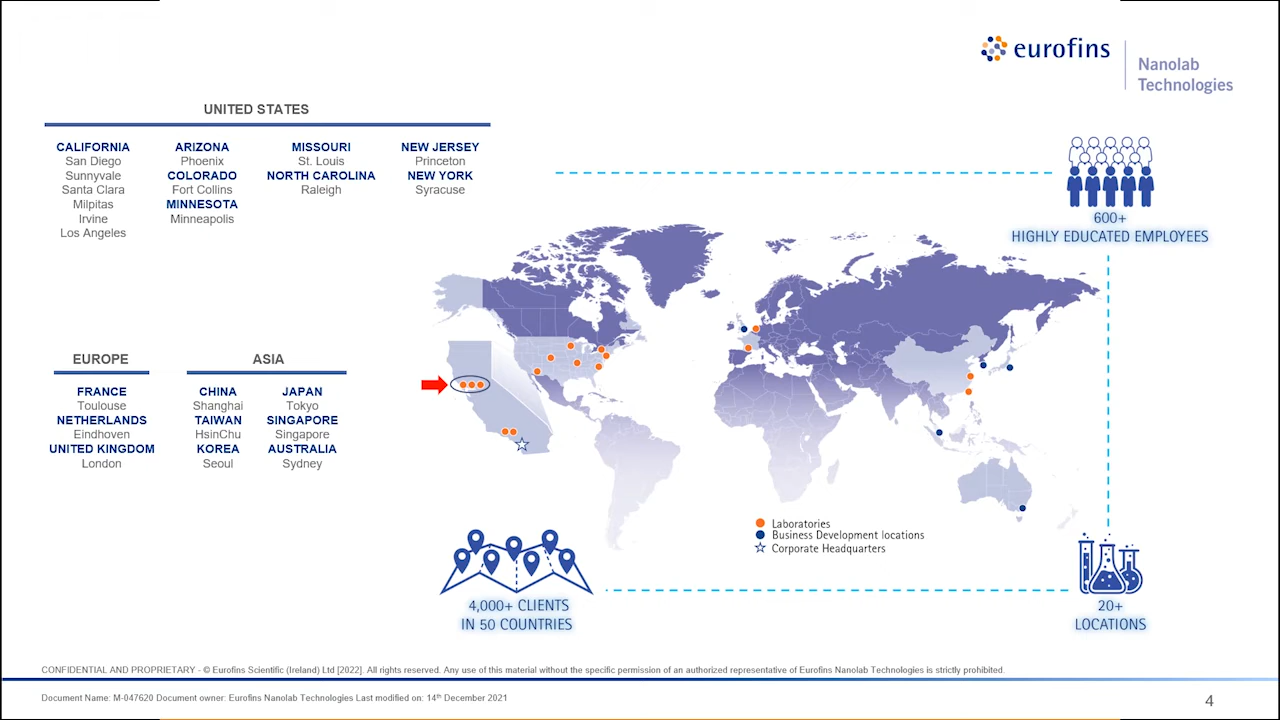 eurofins
Nanolab
Technologies
UNITED STATES
CALIFORNIA
San Diego
Sunnyvale
Santa Clara
Milpitas
Irvine
Los Angeles
ARIZONA
Phoenix
COLORADO
Fort Collins
MINNESOTA
Minneapolis
MISSOURI
St. Louis
NORTH CAROLINA
Raleigh
NEW JERSEY
Princeton
NEW YORK
Syracuse
600+
HIGHLY EDUCATED EMPLOYEES
EUROPE
FRANCE
Toulouse
NETHERLANDS
Eindhoven
UNITED KINGDOM
London
ASIA
CHINA
Shanghai
TAIWAN
HsinChu
KOREA
Seoul
JAPAN
Tokyo
SINGAPORE
Singapore
AUSTRALIA
Sydney
Laboratories
Business Development locations
Corporate Headquarters
4,000+ CLIENTS
IN 50 COUNTRIES
20+
LOCATIONS
CONFIDENTIAL AND PROPRIETARY - © Eurofins Scientific (Ireland) Ltd [2022]. All rights reserved. Any use of this material without the specific permission of an authorized representative of Eurofins Nanolab Technologies is strictly prohibited.
Document Name: M-047620 Document owner: Eurofins Nanolab Technologies Last modified on: 14th December 2021
4